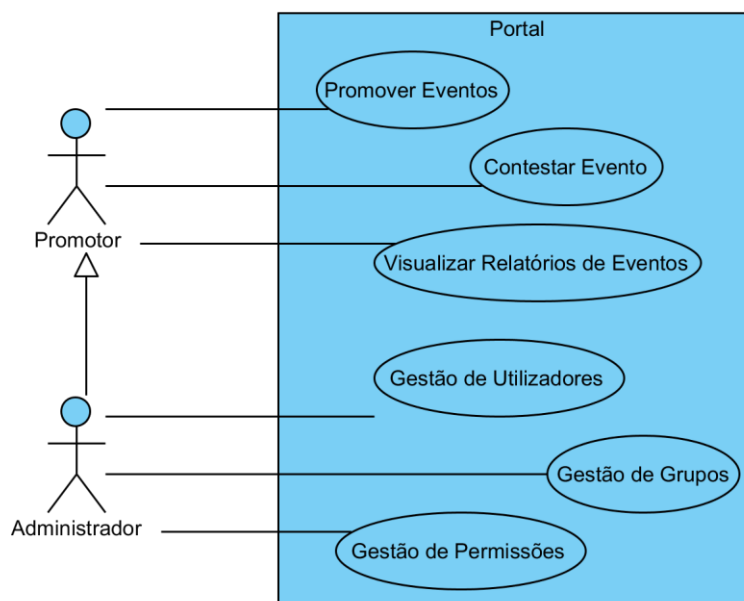 Portal
Promover Eventos
Contestar Evento
Promotor
Visualizar Relatórios de Eventos
Gestão de Utilizadores
Gestão de Grupos
Administrador
Gestão de Permissões